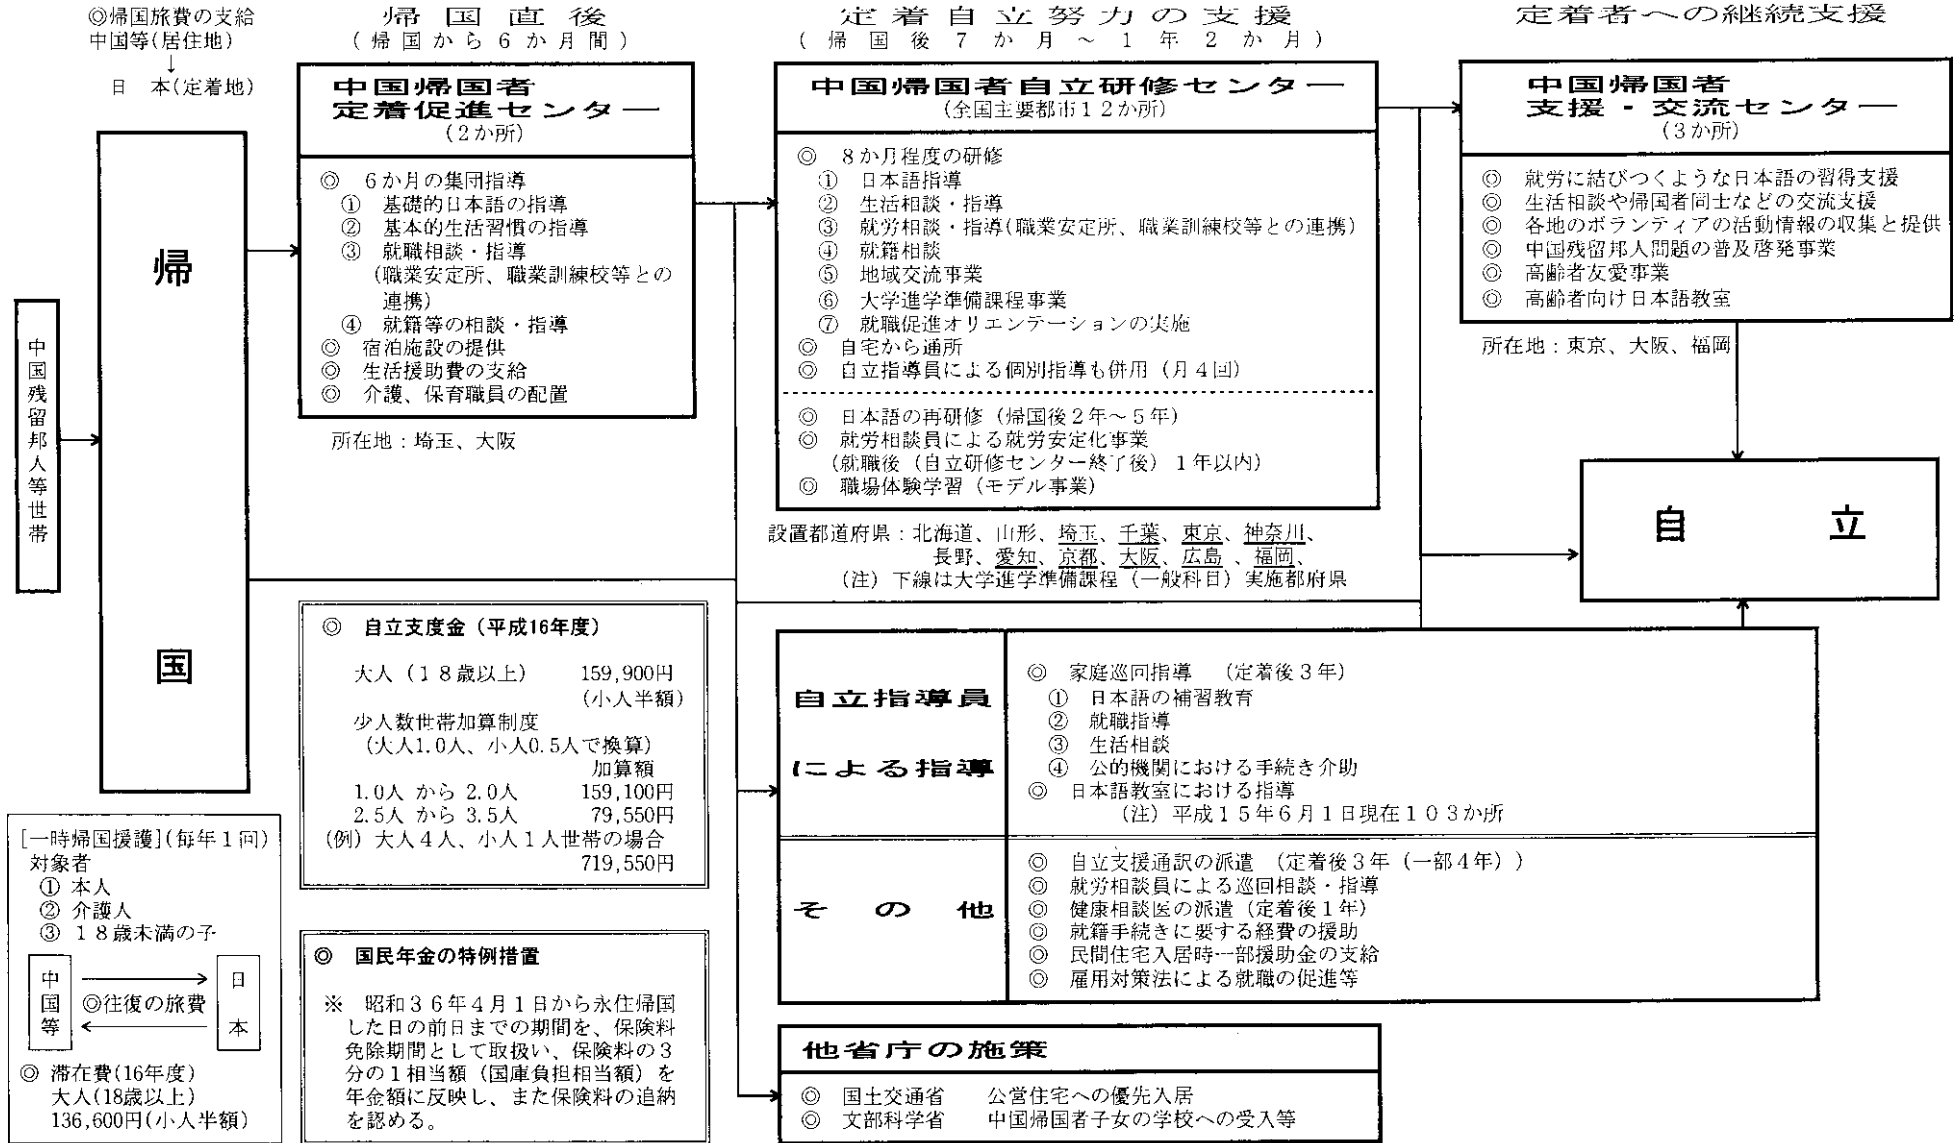 ◎帰国旅費の支給
中国等(居住地)
↓
日　本(定着地)
帰国直後
(帰国から６か月間)
定着自立努力の支援
(帰国後７か月～１年２か月)
定着者への継続支援
中国残留邦人等世帯
帰国
中国帰国者
定着促進センター
(２か所)
◎　６か月の集団指導
①　基礎的日本語の指導
②　基本的生活習慣の指導
③　就職相談・指導
(職業安定所、職業訓練校等との
連携)
④　就籍等の相談・指導
◎　宿泊施設の提供
◎　生活援助費の支給
◎　介護、保育職員の配置
所在地：埼玉、大阪
中国帰国者自立研修センター
(全国主要都市１２か所)
◎　８か月程度の研修
①　日本語指導
②　生活相談・指導
③　就労相談・指導(職業安定所、職業訓練校等との連携)
④　就籍相談
⑤　地域交流事業
⑥　大学進学準備課程事業
⑦　就職促進オリエンテーションの実施
◎　自宅から通所
◎　自立指導員による個別指導も併用（月４回）
◎　日本語の再研修（帰国後２年～５年）
◎　就労相談員による就労安定化事業
(就職後（自立研修センター終了後）１年以内)
◎　職場体験学習（モデル事業）
設置都道府県：北海道、山形、埼玉、千葉、東京、神奈川、
長野、愛知、京都、大阪、広島、福岡、
（注）下線は大学進学準備課程（一般科目）実施都府県
中国帰国者
支援・交流センター
(３か所)
◎　就労に結びつくような日本語の習得支援
◎　生活相談や帰国者同士などの交流支援
◎　各地のボランティアの活動情報の収集と提供
◎　中国残留邦人問題の普及啓発事業
◎　高齢者友愛事業
◎　高齢者向け日本語教室
所在地：東京、大阪、福岡
自立
◎　自立支度金（平成16年度）
大人（１８歳以上）　159,900円
(小人半額)
少人数世帯加算制度
(大人1.0人、小人0.5人で換算)
加算額
1.0人 から 2.0人　159,100円
2.5人 から 3.5人　79,550円
(例) 大人４人、小人１人世帯の場合
719,550円
◎　国民年金の特例措置
※　昭和３６年４月１日から永住帰国
した日の前日までの期間を、保険料
免除期間として取扱い、保険料の３
分の１相当額（国庫負担相当額）を
年金額に反映し、また保険料の追納
を認める。
[一時帰国援護](毎年１回)
対象者
① 本人
② 介護人
③ １８歳未満の子
中国等
◎往復の旅費
日本
◎ 滞在費(16年度)
大人(18歳以上)
136,600円(小人半額)
自立指導員
による指導
◎　家庭巡回指導　（定着後３年）
①　日本語の補習教育
②　就職指導
③　生活相談
④　公的機関における手続き介助
◎　日本語教室における指導
（注）平成１５年６月１日現在１０３か所
その他
◎　自立支援通訳の派遣　（定着後３年（一部４年））
◎　就労相談員による巡回相談・指導
◎　健康相談医の派遣（定着後１年）
◎　就籍手続きに要する経費の援助
◎　民間住宅入居時一部援助金の支給
◎　雇用対策法による就職の促進等
他省庁の施策
◎　国土交通省　　公営住宅への優先入居
◎　文部科学省　　中国帰国者子女の学校への受入等